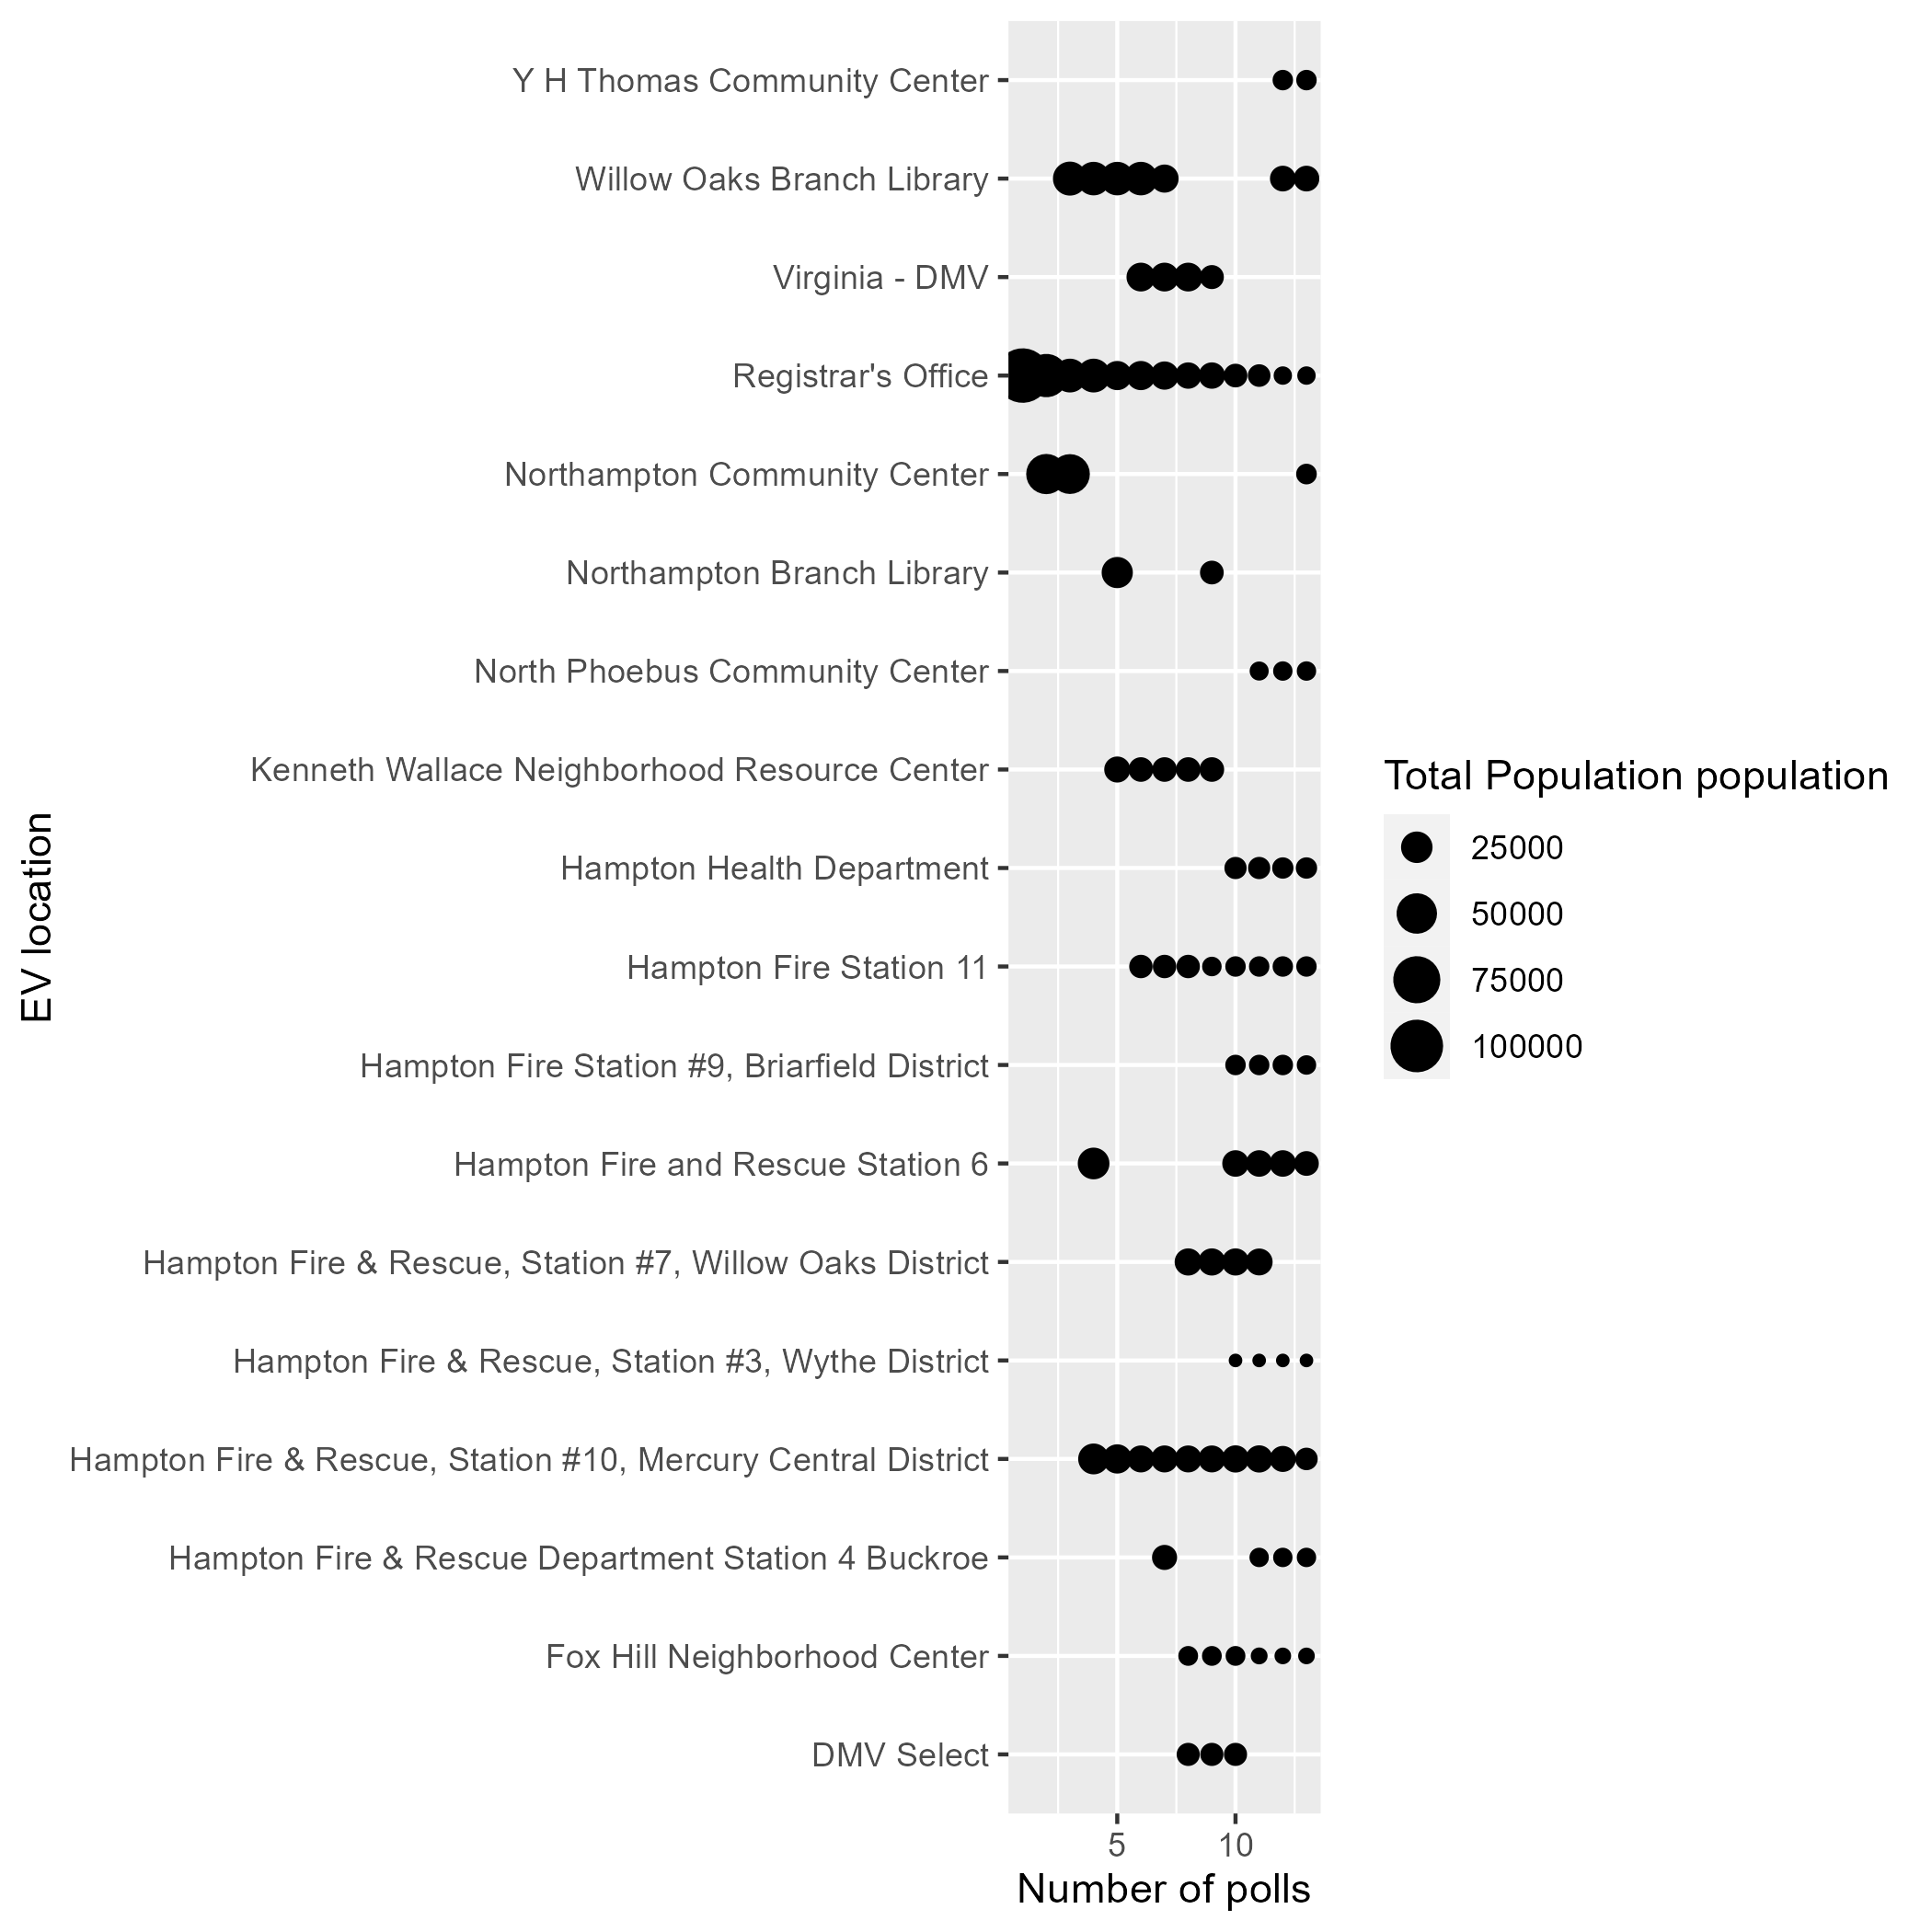 Y H Thomas Community Center
Willow Oaks Branch Library
Virginia - DMV
Registrar's Office
Northampton Community Center
Northampton Branch Library
North Phoebus Community Center
Kenneth Wallace Neighborhood Resource Center
Hampton Health Department
Hampton Fire Station 11
Hampton Fire Station #9, Briarfield District
Hampton Fire and Rescue Station 6
Hampton Fire & Rescue, Station #7, Willow Oaks District
Hampton Fire & Rescue, Station #3, Wythe District
Hampton Fire & Rescue, Station #10, Mercury Central District
Hampton Fire & Rescue Department Station 4 Buckroe
Fox Hill Neighborhood Center
DMV Select
EV location
5 10
Number of polls
Total Population population
25000
50000
75000
100000